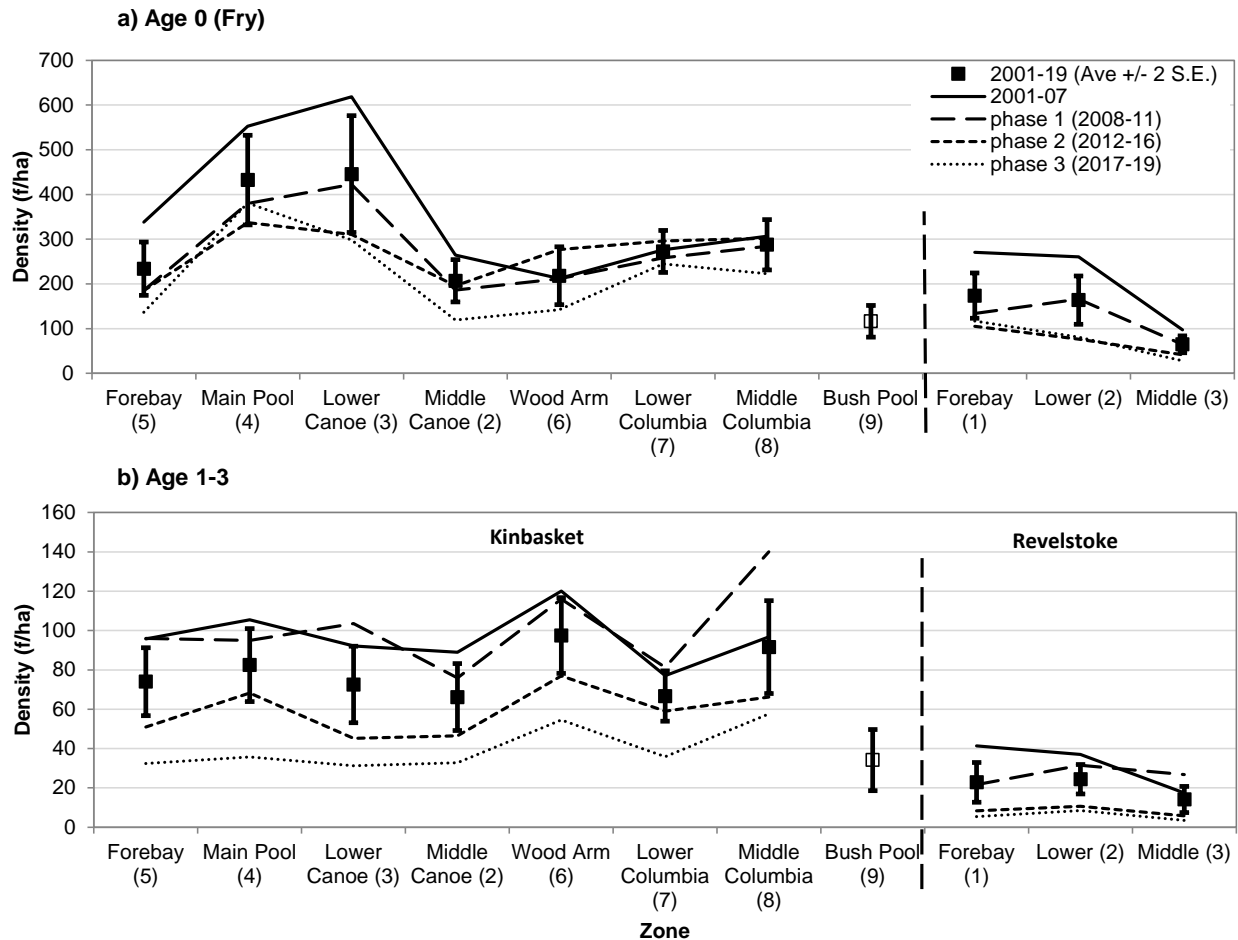 a) Age 0 (Fry)
Density (f/ha)
700
600
500
400
300
200
100
0
2001-19 (Ave +/- 2 S.E.)
2001-07
phase 1 (2008-11)
phase 2 (2012-16)
phase 3 (2017-19)
Forebay (5)
Main Pool (4)
Lower Canoe (3)
Middle Canoe (2)
Wood Arm (6)
Lower Columbia (7)
Middle Columbia (8)
Bush Pool (9)
Forebay (1)
Lower (2)
Middle (3)
b) Age 1-3
Density (f/ha)
160
140
120
100
80
60
40
20
0
Kinbasket
Revelstoke
Forebay (5)
Main Pool (4)
Lower Canoe (3)
Middle Canoe (2)
Wood Arm (6)
Lower Columbia (7)
Middle Columbia (8)
Bush Pool (9)
Forebay (1)
Lower (2)
Middle (3)
Zone